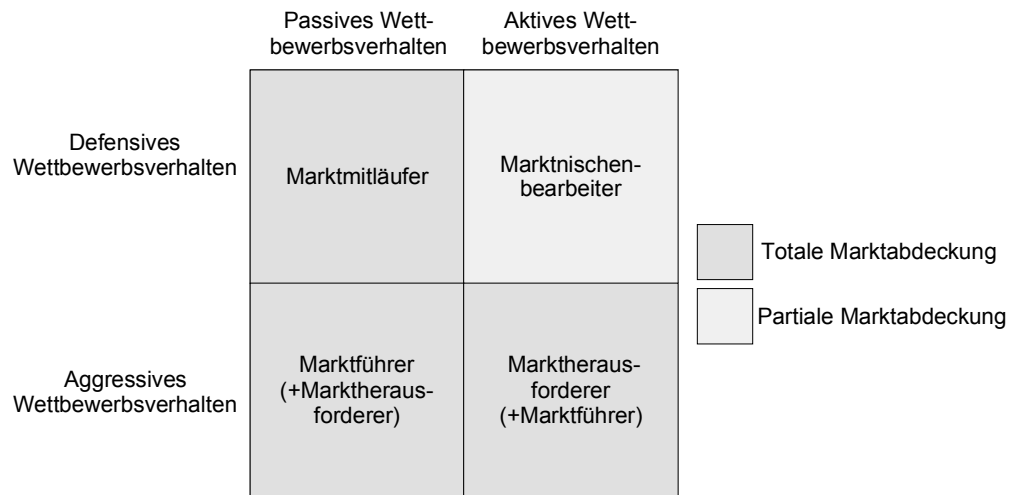 Passives Wett-
bewerbsverhalten
Aktives Wett-
bewerbsverhalten
Defensives
Wettbewerbsverhalten
Marktmitläufer
Marktnischen-
bearbeiter
Totale Marktabdeckung
Partiale Marktabdeckung
Aggressives
Wettbewerbsverhalten
Marktführer
(+Marktheraus-
forderer)
Marktheraus-
forderer
(+Marktführer)